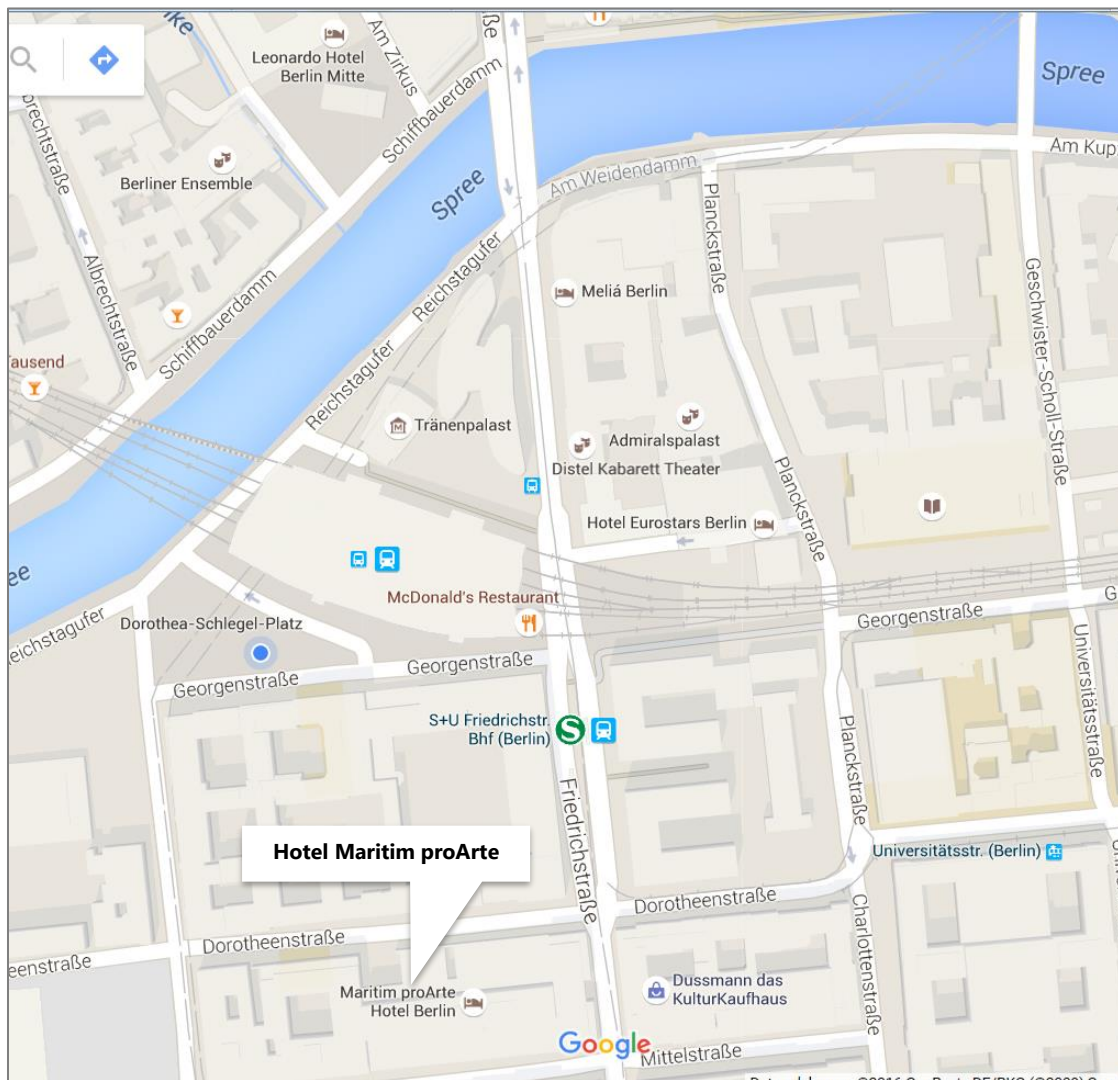 Leonardo Hotel
Berlin Mitte
Am Zirkus
Schiffbauerdamm
Spree
Am Kup
Berliner Ensemble
Spree
Am Weidendamm
Planckstraße
Albrechtstraße
Schiffbauerdamm
Reichstagufer
Meliá Berlin
Geschwister-Scholl-Straße
Reichstagufer
Tränenpalast
Admiralspalast
Distel Kabarett Theater
Planckstraße
Hotel Eurostars Berlin
McDonald's Restaurant
Dorothea-Schlegel-Platz
Georgenstraße
Georgenstraße
Georgenstraße
Universitätsstraße
S+U Friedrichstr.
Bhf (Berlin)
Planckstraße
Friedrichstraße
Hotel Maritim proArte
Universitätsstr. (Berlin)
Dorotheenstraße
Dorotheenstraße
Charlottenstraße
eenstraße
Maritim proArte
Hotel Berlin
Dussmann das
KulturKaufhaus
Google
Mittelstraße